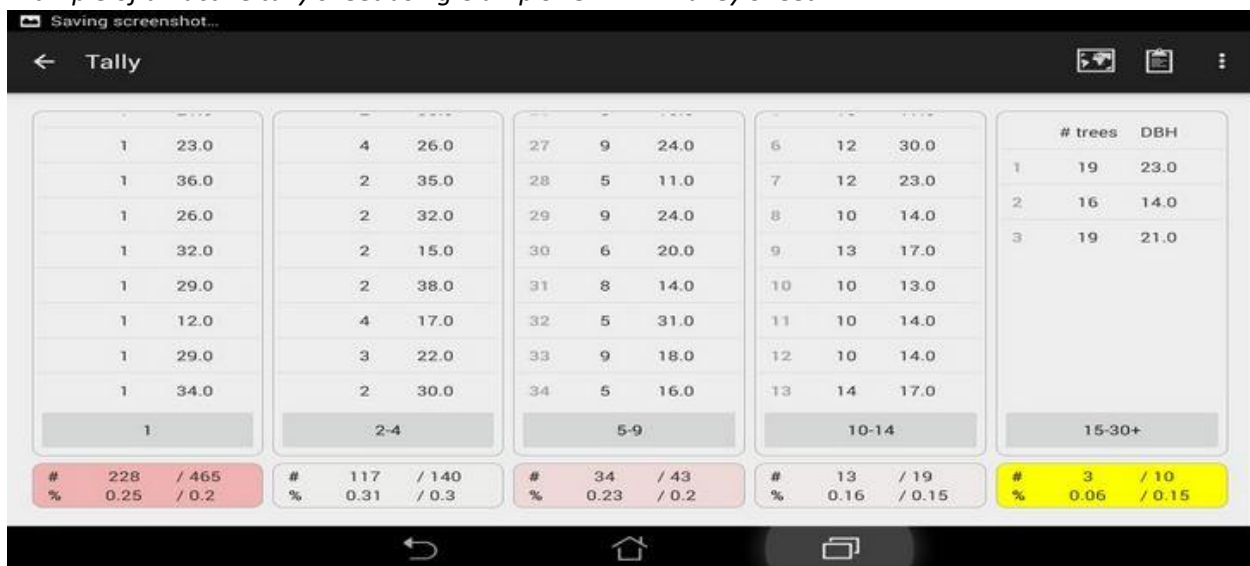 Saving screenshot...
Tally
# trees DBH
1 23.0 4 26.0 27 9 24.0 6 12 30.0 1 19 23.0
1 36.0 2 35.0 28 5 11.0 7 12 23.0 2 16 14.0
1 26.0 2 32.0 29 9 24.0 8 10 14.0 3 19 21.0
1 32.0 2 15.0 30 6 20.0 9 13 17.0
1 29.0 2 38.0 31 8 14.0 10 10 13.0
1 12.0 4 17.0 32 5 31.0 11 10 14.0
1 29.0 3 22.0 33 9 18.0 12 10 14.0
1 34.0 2 30.0 34 5 16.0 13 14 17.0
1 2-4 5-9 10-14 15-30+
# 228 / 465 # 117 / 140 # 34 / 43 # 13 / 19 # 3 / 10
% 0.25 / 0.2 % 0.31 / 0.3 % 0.23 / 0.2 % 0.16 / 0.15 % 0.06 / 0.15